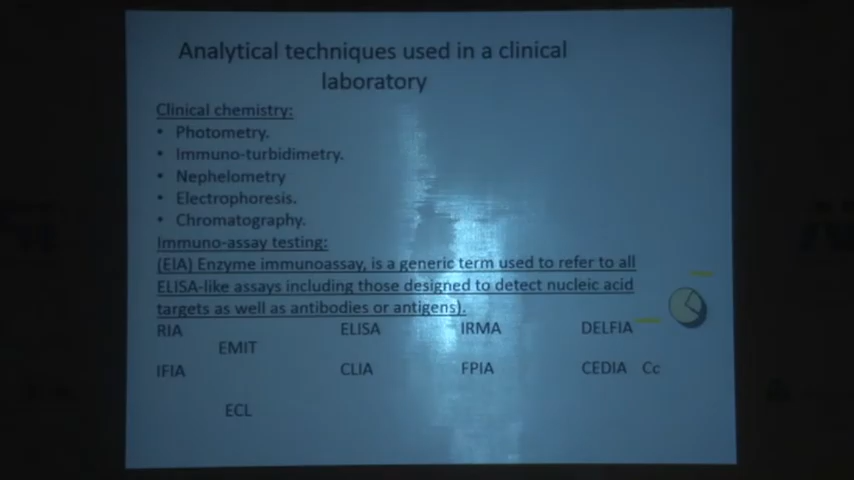 Analytical techniques used in a clinical
laboratory
Clinical chemistry:
• Photometry.
• Immuno-turbidimetry.
• Nephelometry
• Electrophoresis.
• Chromatography.
Immuno-assay testing:
(EIA) Enzyme immunoassay, is a generic term used to refer to all
ELISA-like assays including those designed to detect nucleic acid
targets as well as antibodies or antigens).
RIA ELISA IRMA DELFIA
EMIT
IFIA CLIA FPIA CEDIA Cc
ECL